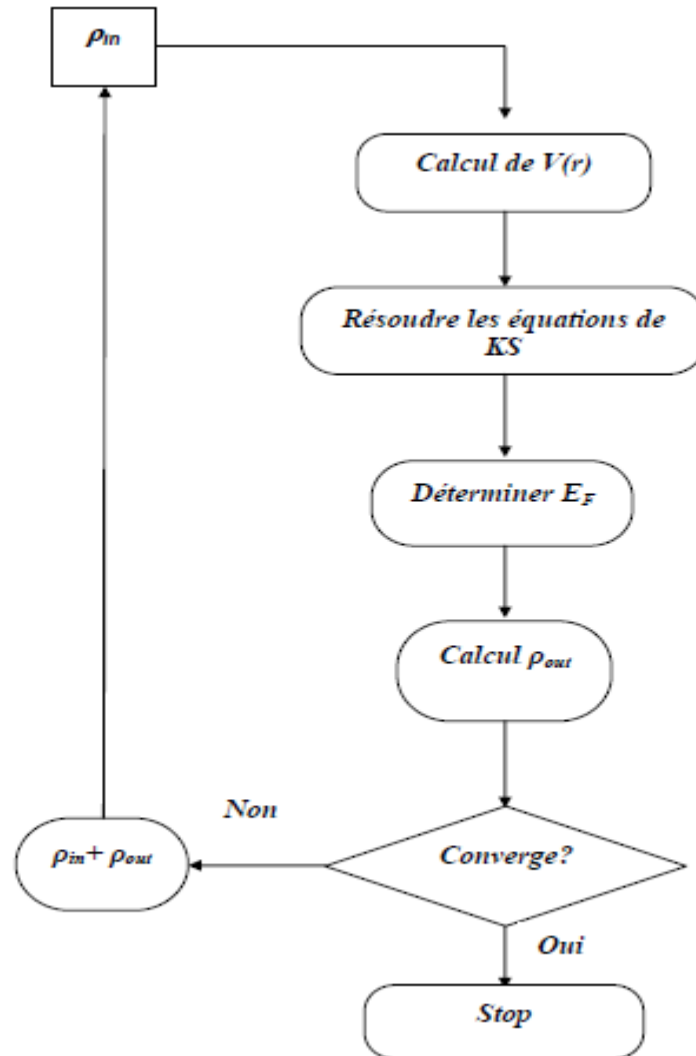 ρin
Calcul de V(r)
Résoudre les équations de
KS
Déterminer EF
Calcul ρout
Non
ρin+ ρout
Converge?
Oui
Stop